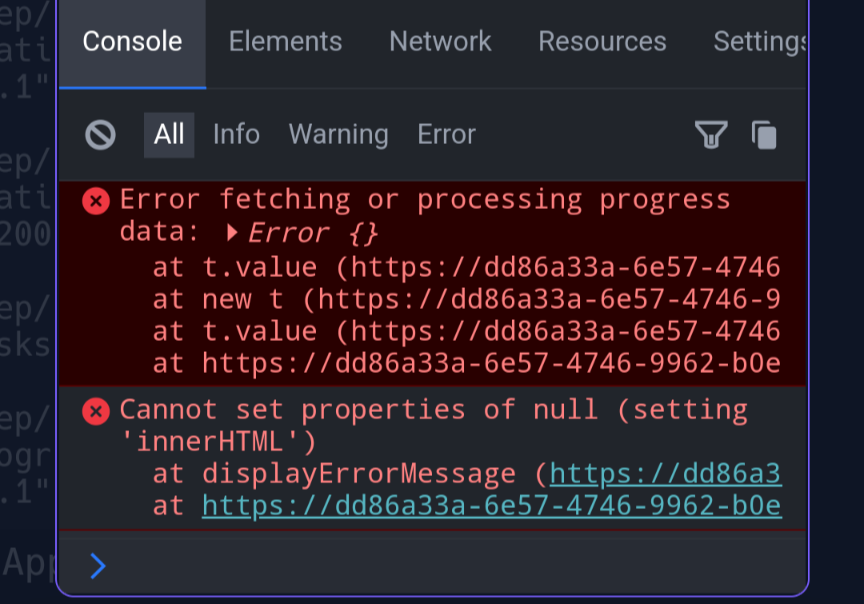 ep/
ati
.1"
ep/
ati
200
ep/
sks
ep/
ogr
.1"
App
Console Elements Network Resources Settings
All Info Warning Error
Error fetching or processing progress
data: ▶ Error {}
at t.value (https://dd86a33a-6e57-4746
at new t (https://dd86a33a-6e57-4746-9
at t.value (https://dd86a33a-6e57-4746
at https://dd86a33a-6e57-4746-9962-b0e
Cannot set properties of null (setting
'innerHTML')
at displayErrorMessage (https://dd86a3
at https://dd86a33a-6e57-4746-9962-b0e